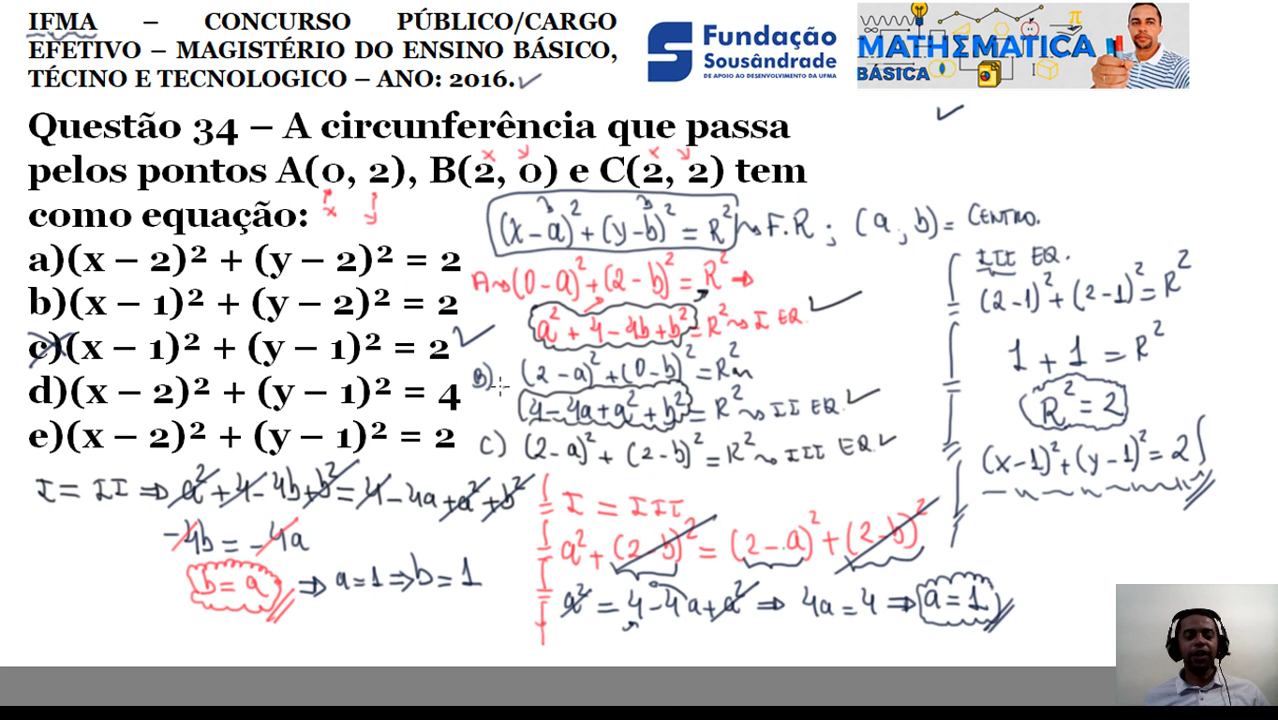 IFMA – CONCURSO PÚBLICO/CARGO
EFETIVO – MAGISTÉRIO DO ENSINO BÁSICO,
TÉCINO E TECNOLOGICO – ANO: 2016.
Fundação
Sousândrade
DE APOIO AO DESENVOLVIMENTO DA UFMA
MATHΣMATICA
BÁSICA
Questão 34 – A circunferência que passa
pelos pontos A(0, 2), B(2, 0) e C(2, 2) tem
como equação:
x y
x y
x y
a)(x – 2)² + (y – 2)² = 2
b)(x – 1)² + (y – 2)² = 2
c)(x – 1)² + (y – 1)² = 2
d)(x – 2)² + (y – 1)² = 4
e)(x – 2)² + (y – 1)² = 2
(x-a)² + (y-b)² = R² → F.R ; (a, b) = CENTRO.
A → (0-a)² + (2-b)² = R² ⇒
a² + 4 - 4b + b² = R² → I EQ.
B) (2-a)² + (0-b)² = R²
4 - 4a + a² + b² = R² → II EQ.
C) (2-a)² + (2-b)² = R² → III EQ.
I = II ⇒ a² + 4 - 4b + b² = 4 - 4a + a² + b²
-4b = -4a
b = a ⇒ a = 1 ⇒ b = 1
I = III
a² + (2-b)² = (2-a)² + (2-b)²
a² = 4 - 4a + a² ⇒ 4a = 4 ⇒ a = 1
III EQ.
(2-1)² + (2-1)² = R²
1 + 1 = R²
R² = 2
(x-1)² + (y-1)² = 2